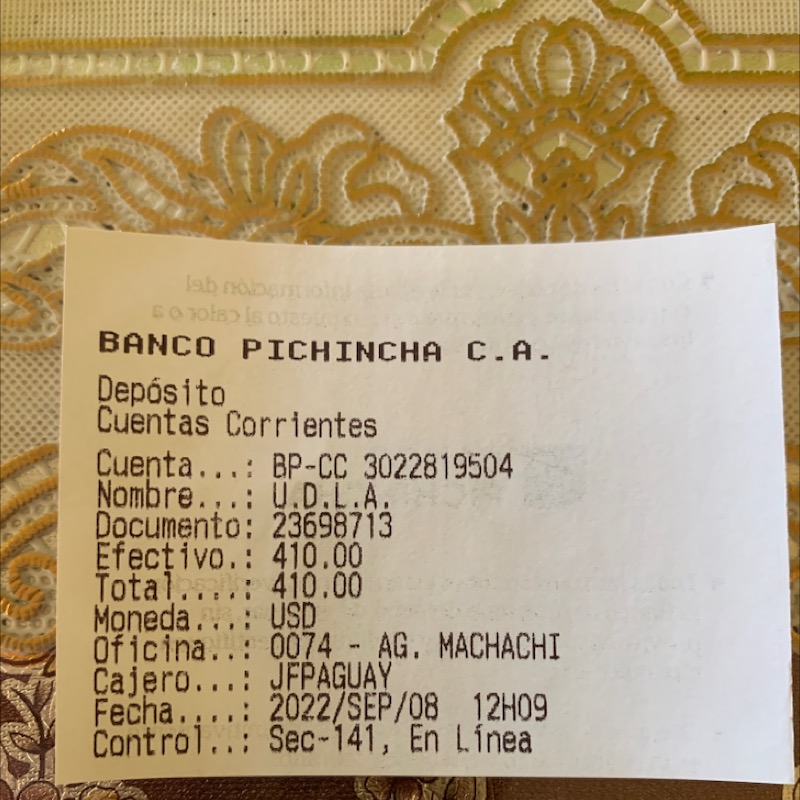 BANCO PICHINCHA C.A.
Depósito
Cuentas Corrientes
Cuenta...: BP-CC 3022819504
Nombre...: U.D.L.A.
Documento: 23698713
Efectivo.: 410.00
Total....: 410.00
Moneda...: USD
Oficina..: 0074 - AG. MACHACHI
Cajero...: JFPAGUAY
Fecha....: 2022/SEP/08  12H09
Control..: Sec-141, En Línea